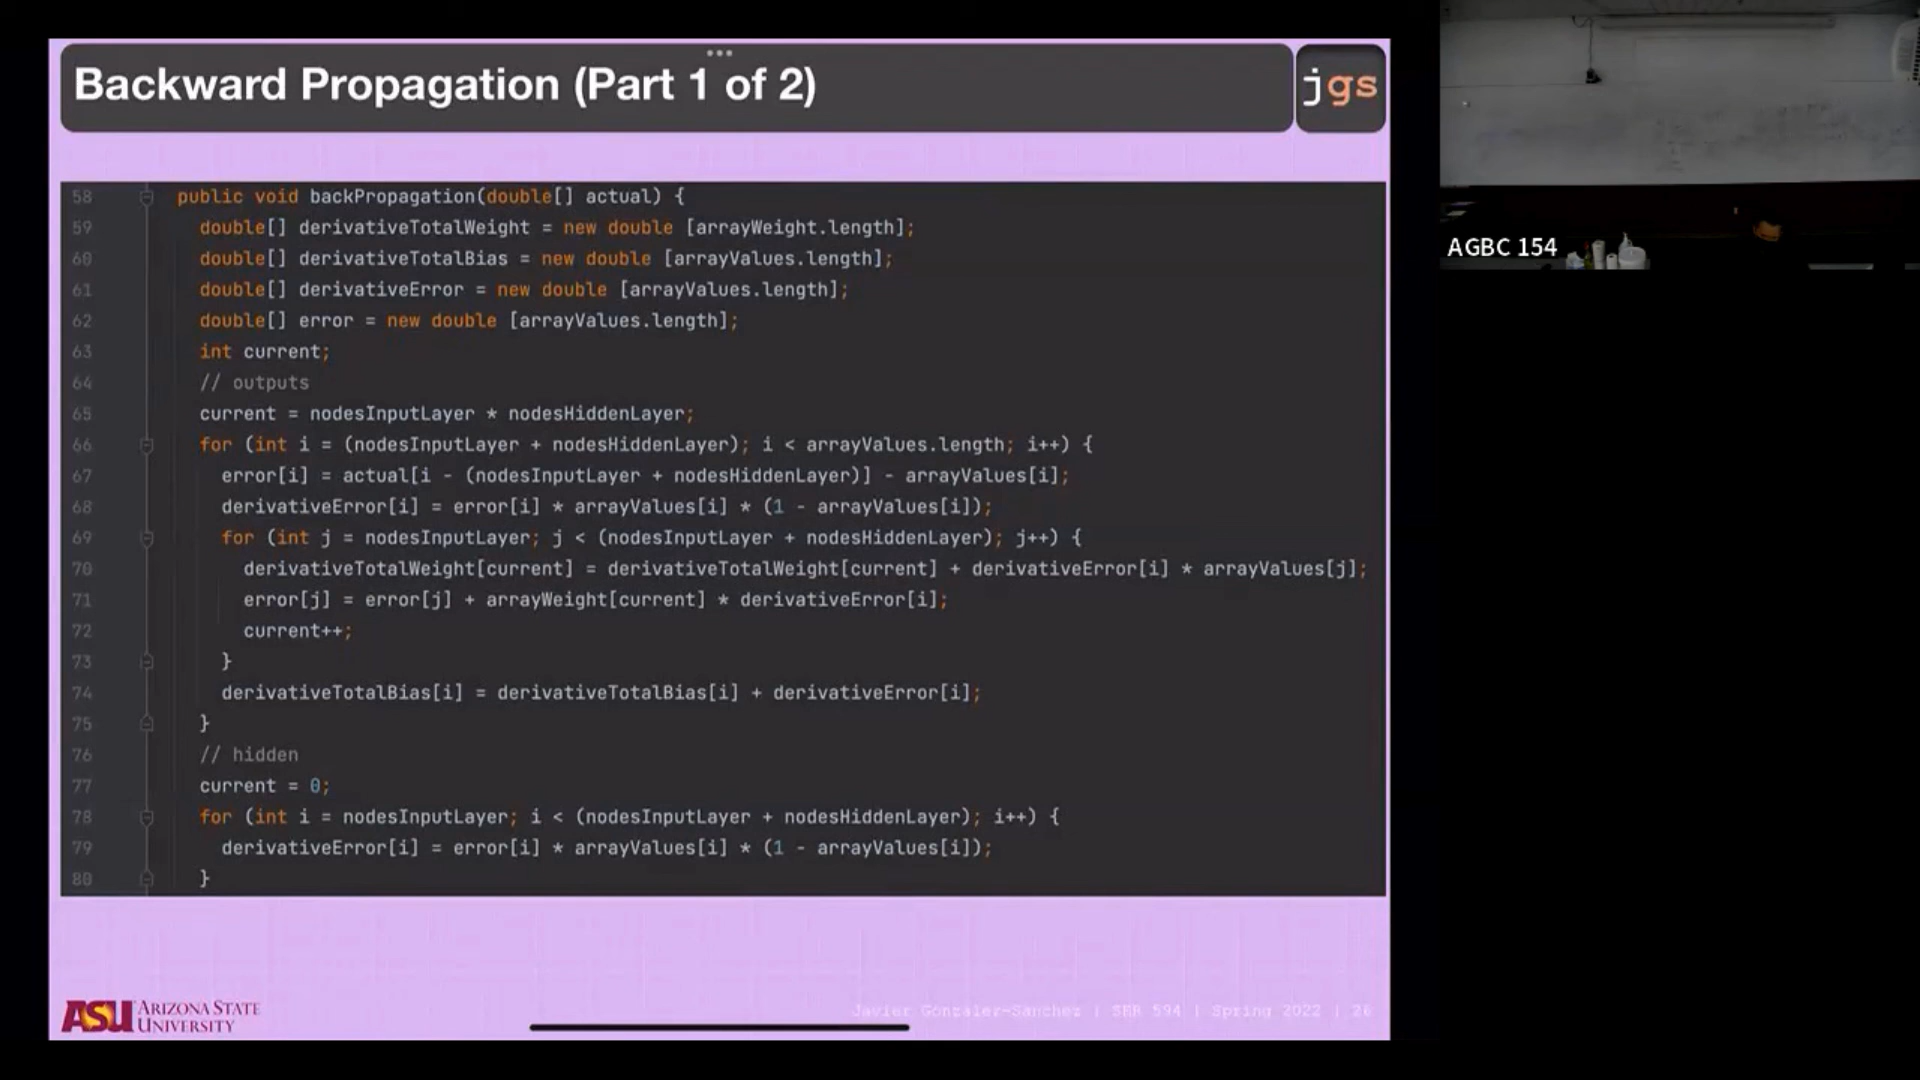 Backward Propagation (Part 1 of 2)
jgs
58 public void backPropagation(double[] actual) {
59 double[] derivativeTotalWeight = new double [arrayWeight.length];
60 double[] derivativeTotalBias = new double [arrayValues.length];
61 double[] derivativeError = new double [arrayValues.length];
62 double[] error = new double [arrayValues.length];
63 int current;
64 // outputs
65 current = nodesInputLayer * nodesHiddenLayer;
66 for (int i = (nodesInputLayer + nodesHiddenLayer); i < arrayValues.length; i++) {
67 error[i] = actual[i - (nodesInputLayer + nodesHiddenLayer)] - arrayValues[i];
68 derivativeError[i] = error[i] * arrayValues[i] * (1 - arrayValues[i]);
69 for (int j = nodesInputLayer; j < (nodesInputLayer + nodesHiddenLayer); j++) {
70 derivativeTotalWeight[current] = derivativeTotalWeight[current] + derivativeError[i] * arrayValues[j];
71 error[j] = error[j] + arrayWeight[current] * derivativeError[i];
72 current++;
73 }
74 derivativeTotalBias[i] = derivativeTotalBias[i] + derivativeError[i];
75 }
76 // hidden
77 current = 0;
78 for (int i = nodesInputLayer; i < (nodesInputLayer + nodesHiddenLayer); i++) {
79 derivativeError[i] = error[i] * arrayValues[i] * (1 - arrayValues[i]);
80 }
ASU ARIZONA STATE
UNIVERSITY
Javier Gonzalez-Sanchez | SER 594 | Spring 2022 | 26
AGBC 154